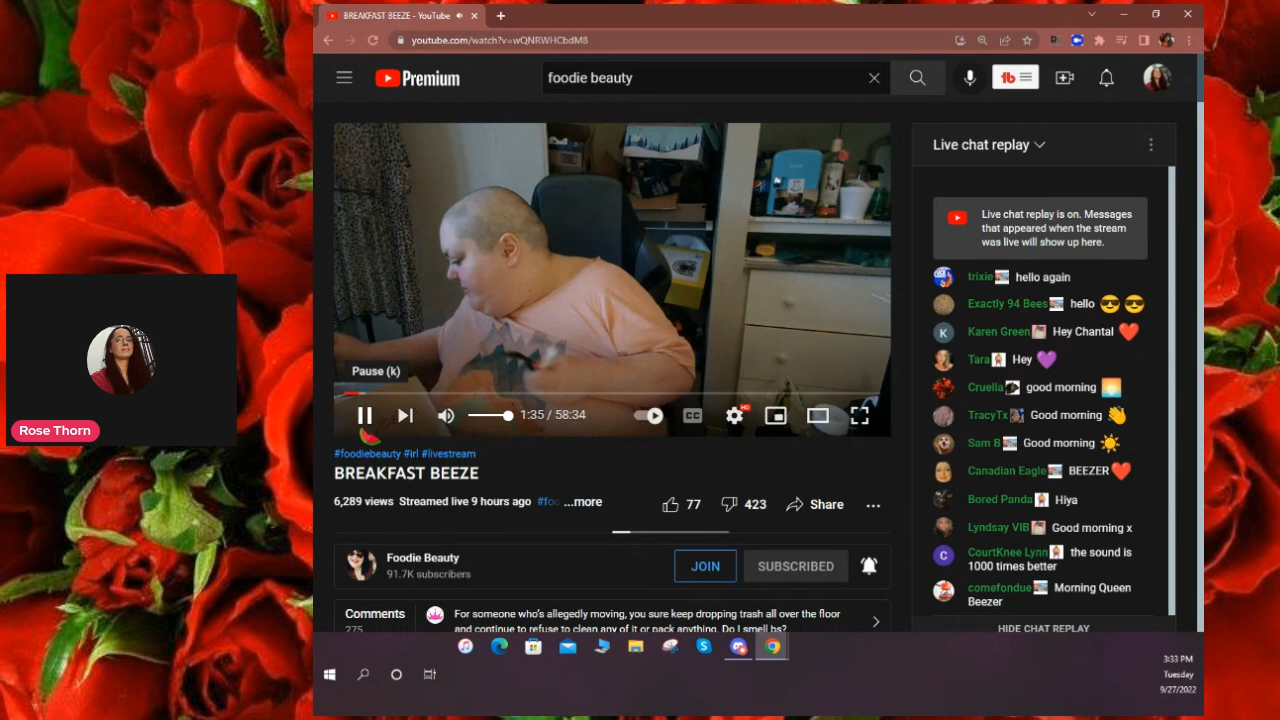 BREAKFAST BEEZE - YouTube
youtube.com/watch?v=wQNRWHCbdM8
Premium
foodie beauty
Live chat replay
Live chat replay is on. Messages
that appeared when the stream
was live will show up here.
trixie hello again
Exactly 94 Bees hello
K Karen Green Hey Chantal
Tara Hey
Cruella good morning
TracyTx Good morning
Sam B Good morning
Canadian Eagle BEEZER
Bored Panda Hiya
Lyndsay VIB Good morning x
C CourtKnee Lynn the sound is
1000 times better
comefondue Morning Queen
Beezer
HIDE CHAT REPLAY
Pause (k)
1:35 / 58:34
CC
HD
#foodiebeauty #irl #livestream
BREAKFAST BEEZE
6,289 views Streamed live 9 hours ago #foo ...more
77
423
Share
Foodie Beauty
91.7K subscribers
JOIN
SUBSCRIBED
Comments
275
For someone who's allegedly moving, you sure keep dropping trash all over the floor
and continue to refuse to clean any of it or pack anything. Do I smell bs?
Rose Thorn
3:33 PM
Tuesday
9/27/2022